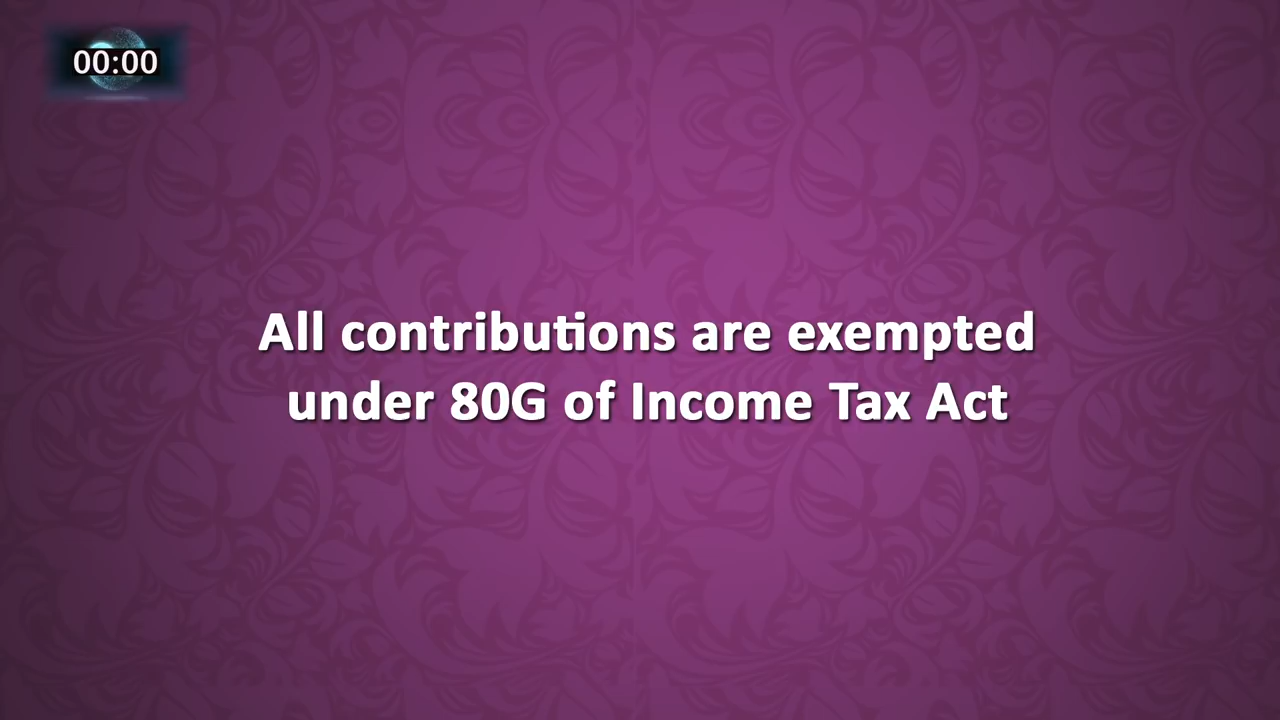 00:00
All contributions are exempted
under 80G of Income Tax Act